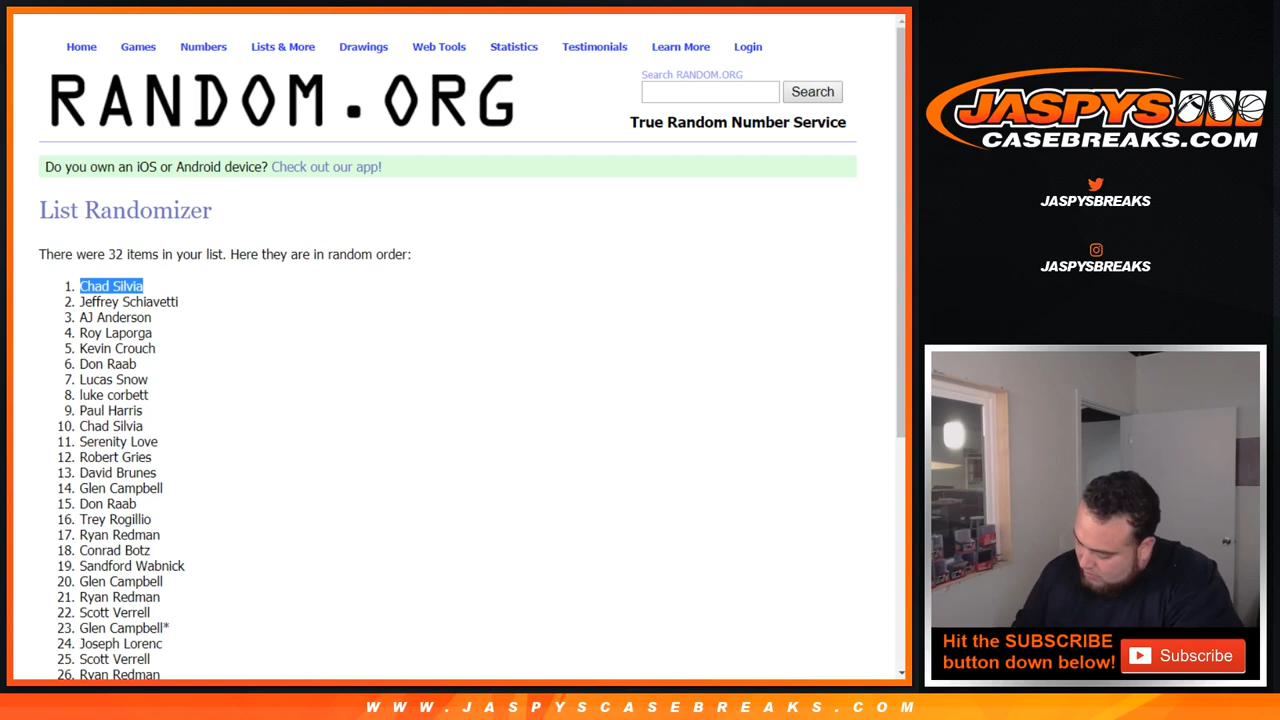 Home Games Numbers Lists & More Drawings Web Tools Statistics Testimonials Learn More Login
RANDOM.ORG
Search RANDOM.ORG
Search
True Random Number Service
Do you own an iOS or Android device? Check out our app!
List Randomizer
There were 32 items in your list. Here they are in random order:
1. Chad Silvia
2. Jeffrey Schiavetti
3. AJ Anderson
4. Roy Laporga
5. Kevin Crouch
6. Don Raab
7. Lucas Snow
8. luke corbett
9. Paul Harris
10. Chad Silvia
11. Serenity Love
12. Robert Gries
13. David Brunes
14. Glen Campbell
15. Don Raab
16. Trey Rogillio
17. Ryan Redman
18. Conrad Botz
19. Sandford Wabnick
20. Glen Campbell
21. Ryan Redman
22. Scott Verrell
23. Glen Campbell*
24. Joseph Lorenc
25. Scott Verrell
26. Ryan Redman
JASPYS
CASEBREAKS.COM
JASPYSBREAKS
JASPYSBREAKS
Hit the SUBSCRIBE
button down below!
Subscribe
WWW.JASPYSCASEBREAKS.COM